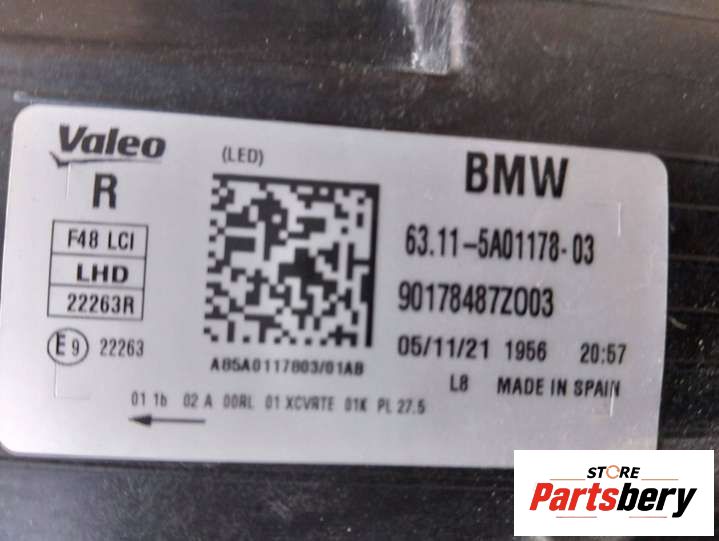 Valeo
(LED)
BMW
R
F48 LCI
LHD
22263R
E9 22263
63.11-5A01178-03
90178487Z003
05/11/21 1956 20:57
A85A0117803/01AB
L8 MADE IN SPAIN
01 1b 02 A 00RL 01 XCVRTE 01K PL 27.5
STORE
Partsbery